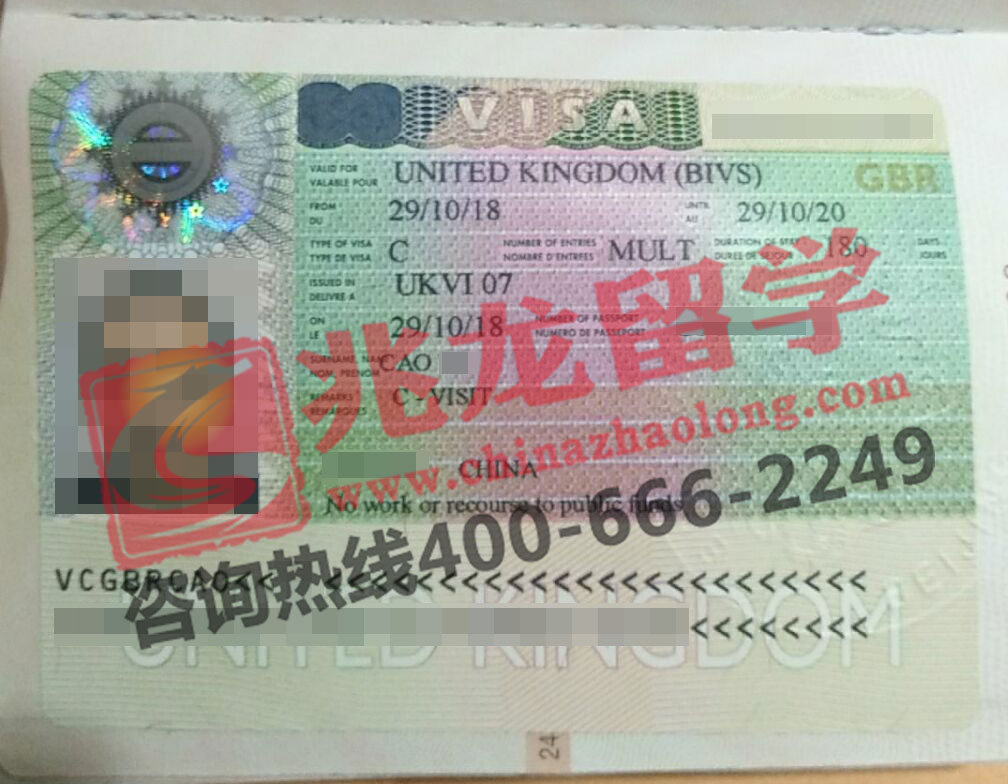 VISA
VALID FOR
VALABLE POUR
UNITED KINGDOM (BIVS)
GBR
FROM
DU
29/10/18
UNTIL
AU
29/10/20
TYPE OF VISA
TYPE DE VISA
C
NUMBER OF ENTRIES
NOMBRE D'ENTREES
MULT
DURATION OF STAY
DUREE DE SEJOUR
180
DAYS
JOURS
ISSUED IN
DELIVRE A
UKVI 07
ON
LE
29/10/18
NUMBER OF PASSPORT
NUMERO DE PASSEPORT
SURNAME, NAME
NOM, PRENOM
CAO
REMARKS
REMARQUES
C - VISIT
CHINA
No work or recourse to public funds
兆龙留学
www.chinazhaolong.com
咨询热线400-666-2249
VCGBRCAO<<
<<<<<<<<<<<<<<<<<<<<<<
<<<<<<<<
UNITED KINGDOM
24